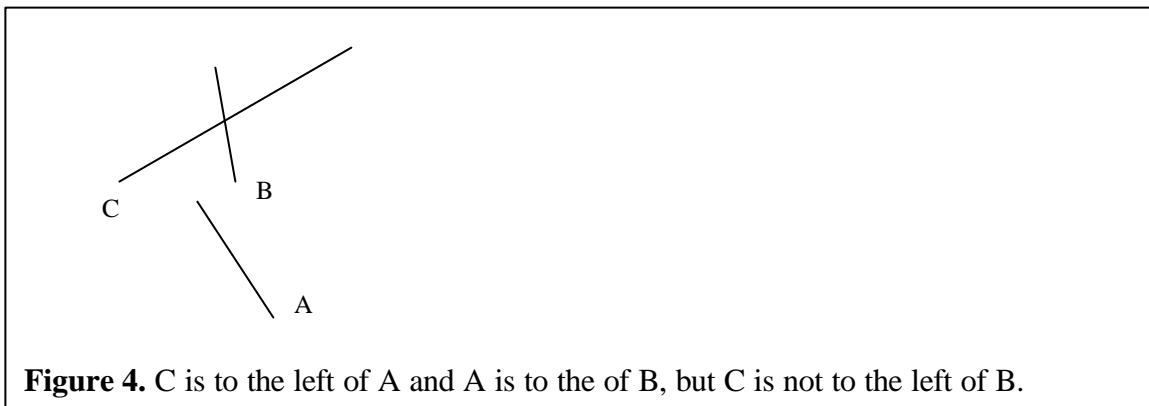 C
B
A
Figure 4. C is to the left of A and A is to the of B, but C is not to the left of B.